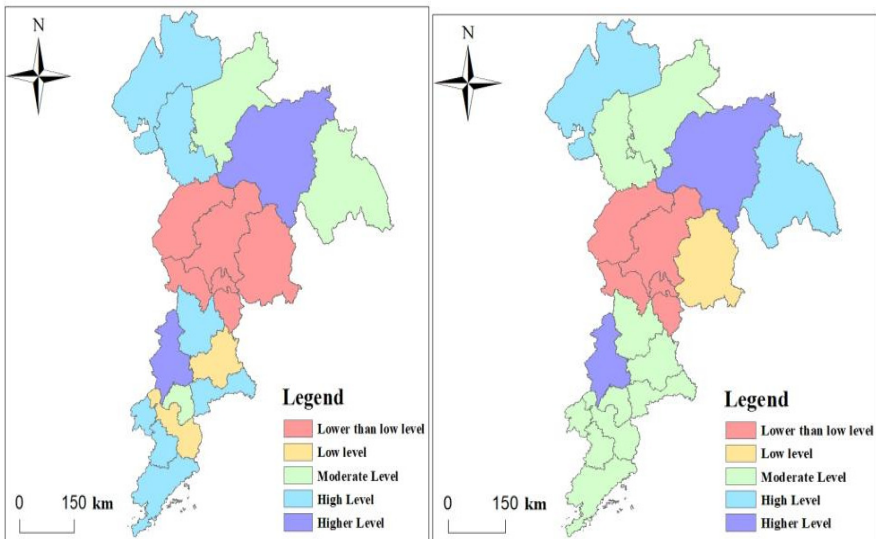 N
Legend
Lower than low level
Low level
Moderate Level
High Level
Higher Level
0 150 km
N
Legend
Lower than low level
Low level
Moderate Level
High Level
Higher Level
0 150 km